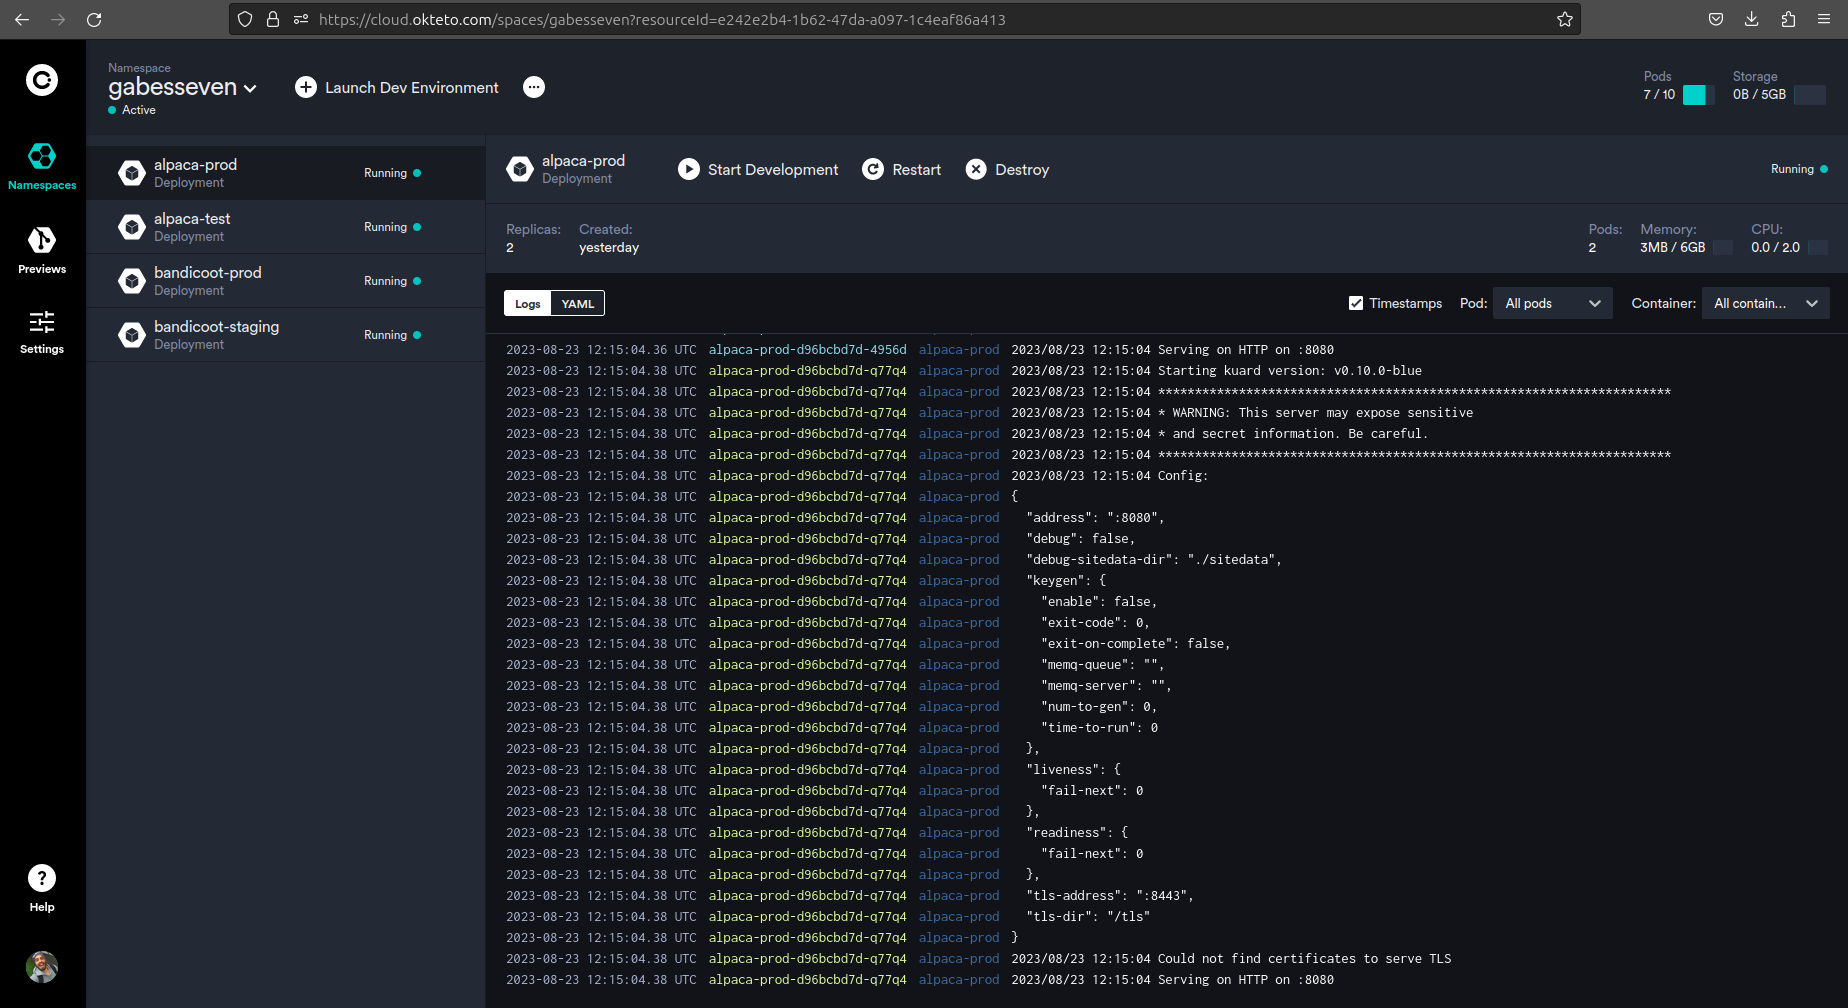 https://cloud.okteto.com/spaces/gabesseven?resourceId=e242e2b4-1b62-47da-a097-1c4eaf86a413
Namespace
gabesseven
Active
Launch Dev Environment
Pods
7 / 10
Storage
0B / 5GB
Namespaces
Previews
Settings
Help
alpaca-prod
Deployment
Running
alpaca-test
Deployment
Running
bandicoot-prod
Deployment
Running
bandicoot-staging
Deployment
Running
alpaca-prod
Deployment
Start Development
Restart
Destroy
Running
Replicas:
2
Created:
yesterday
Pods:
2
Memory:
3MB / 6GB
CPU:
0.0 / 2.0
Logs
YAML
Timestamps
Pod:
All pods
Container:
All contain...
2023-08-23 12:15:04.36 UTC alpaca-prod-d96bcbd7d-4956d alpaca-prod 2023/08/23 12:15:04 Serving on HTTP on :8080
2023-08-23 12:15:04.38 UTC alpaca-prod-d96bcbd7d-q77q4 alpaca-prod 2023/08/23 12:15:04 Starting kuard version: v0.10.0-blue
2023-08-23 12:15:04.38 UTC alpaca-prod-d96bcbd7d-q77q4 alpaca-prod 2023/08/23 12:15:04 **********************************************************************
2023-08-23 12:15:04.38 UTC alpaca-prod-d96bcbd7d-q77q4 alpaca-prod 2023/08/23 12:15:04 * WARNING: This server may expose sensitive
2023-08-23 12:15:04.38 UTC alpaca-prod-d96bcbd7d-q77q4 alpaca-prod 2023/08/23 12:15:04 * and secret information. Be careful.
2023-08-23 12:15:04.38 UTC alpaca-prod-d96bcbd7d-q77q4 alpaca-prod 2023/08/23 12:15:04 **********************************************************************
2023-08-23 12:15:04.38 UTC alpaca-prod-d96bcbd7d-q77q4 alpaca-prod 2023/08/23 12:15:04 Config:
2023-08-23 12:15:04.38 UTC alpaca-prod-d96bcbd7d-q77q4 alpaca-prod {
2023-08-23 12:15:04.38 UTC alpaca-prod-d96bcbd7d-q77q4 alpaca-prod "address": ":8080",
2023-08-23 12:15:04.38 UTC alpaca-prod-d96bcbd7d-q77q4 alpaca-prod "debug": false,
2023-08-23 12:15:04.38 UTC alpaca-prod-d96bcbd7d-q77q4 alpaca-prod "debug-sitedata-dir": "./sitedata",
2023-08-23 12:15:04.38 UTC alpaca-prod-d96bcbd7d-q77q4 alpaca-prod "keygen": {
2023-08-23 12:15:04.38 UTC alpaca-prod-d96bcbd7d-q77q4 alpaca-prod "enable": false,
2023-08-23 12:15:04.38 UTC alpaca-prod-d96bcbd7d-q77q4 alpaca-prod "exit-code": 0,
2023-08-23 12:15:04.38 UTC alpaca-prod-d96bcbd7d-q77q4 alpaca-prod "exit-on-complete": false,
2023-08-23 12:15:04.38 UTC alpaca-prod-d96bcbd7d-q77q4 alpaca-prod "memq-queue": "",
2023-08-23 12:15:04.38 UTC alpaca-prod-d96bcbd7d-q77q4 alpaca-prod "memq-server": "",
2023-08-23 12:15:04.38 UTC alpaca-prod-d96bcbd7d-q77q4 alpaca-prod "num-to-gen": 0,
2023-08-23 12:15:04.38 UTC alpaca-prod-d96bcbd7d-q77q4 alpaca-prod "time-to-run": 0
2023-08-23 12:15:04.38 UTC alpaca-prod-d96bcbd7d-q77q4 alpaca-prod },
2023-08-23 12:15:04.38 UTC alpaca-prod-d96bcbd7d-q77q4 alpaca-prod "liveness": {
2023-08-23 12:15:04.38 UTC alpaca-prod-d96bcbd7d-q77q4 alpaca-prod "fail-next": 0
2023-08-23 12:15:04.38 UTC alpaca-prod-d96bcbd7d-q77q4 alpaca-prod },
2023-08-23 12:15:04.38 UTC alpaca-prod-d96bcbd7d-q77q4 alpaca-prod "readiness": {
2023-08-23 12:15:04.38 UTC alpaca-prod-d96bcbd7d-q77q4 alpaca-prod "fail-next": 0
2023-08-23 12:15:04.38 UTC alpaca-prod-d96bcbd7d-q77q4 alpaca-prod },
2023-08-23 12:15:04.38 UTC alpaca-prod-d96bcbd7d-q77q4 alpaca-prod "tls-address": ":8443",
2023-08-23 12:15:04.38 UTC alpaca-prod-d96bcbd7d-q77q4 alpaca-prod "tls-dir": "/tls"
2023-08-23 12:15:04.38 UTC alpaca-prod-d96bcbd7d-q77q4 alpaca-prod }
2023-08-23 12:15:04.38 UTC alpaca-prod-d96bcbd7d-q77q4 alpaca-prod 2023/08/23 12:15:04 Could not find certificates to serve TLS
2023-08-23 12:15:04.38 UTC alpaca-prod-d96bcbd7d-q77q4 alpaca-prod 2023/08/23 12:15:04 Serving on HTTP on :8080